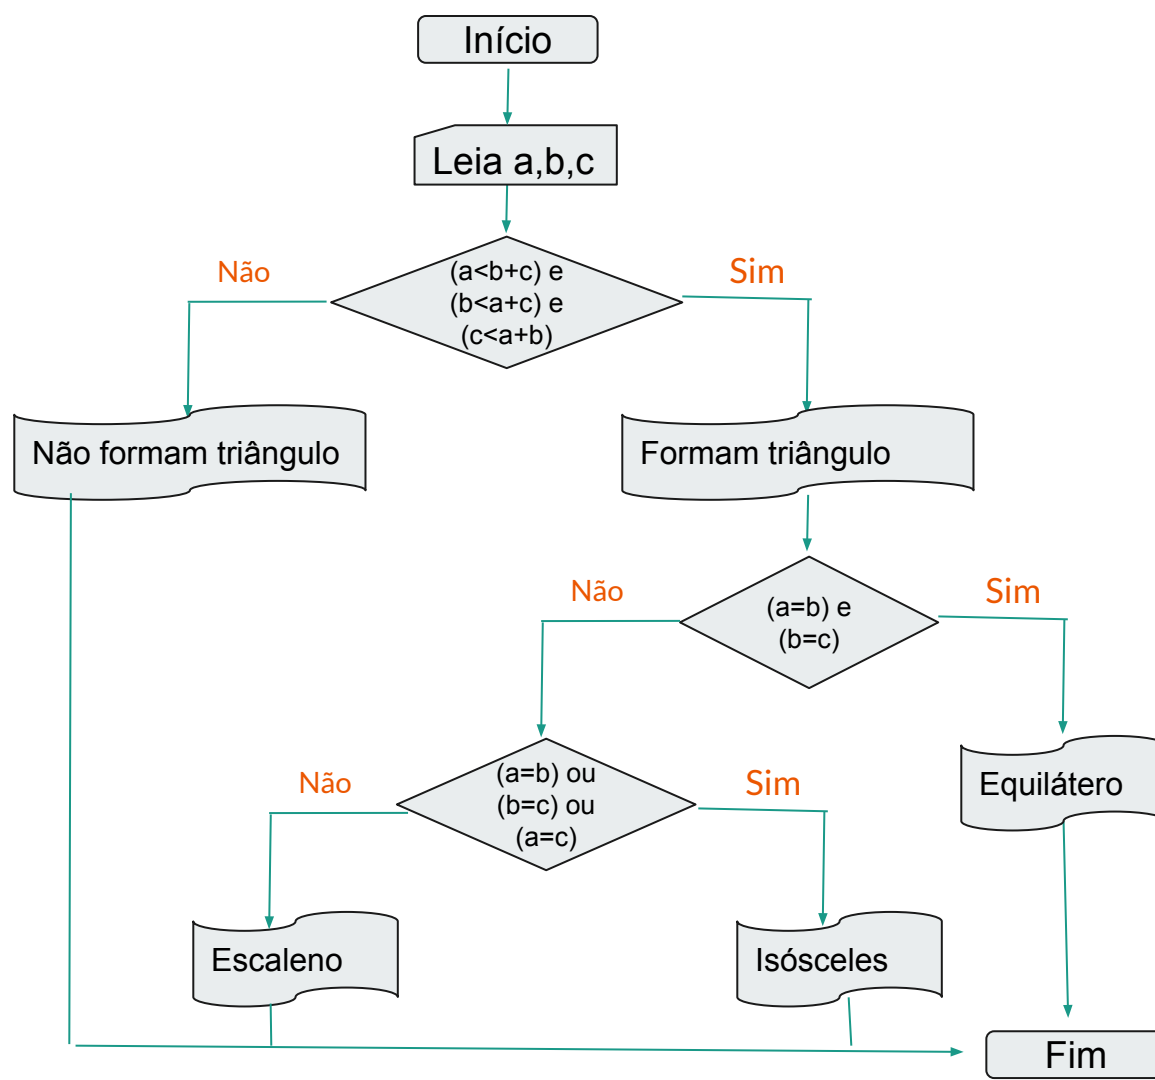 Início
Leia a,b,c
Não
Sim
(a<b+c) e
(b<a+c) e
(c<a+b)
Não formam triângulo
Formam triângulo
Não
Sim
(a=b) e
(b=c)
Não
Sim
(a=b) ou
(b=c) ou
(a=c)
Equilátero
Escaleno
Isósceles
Fim